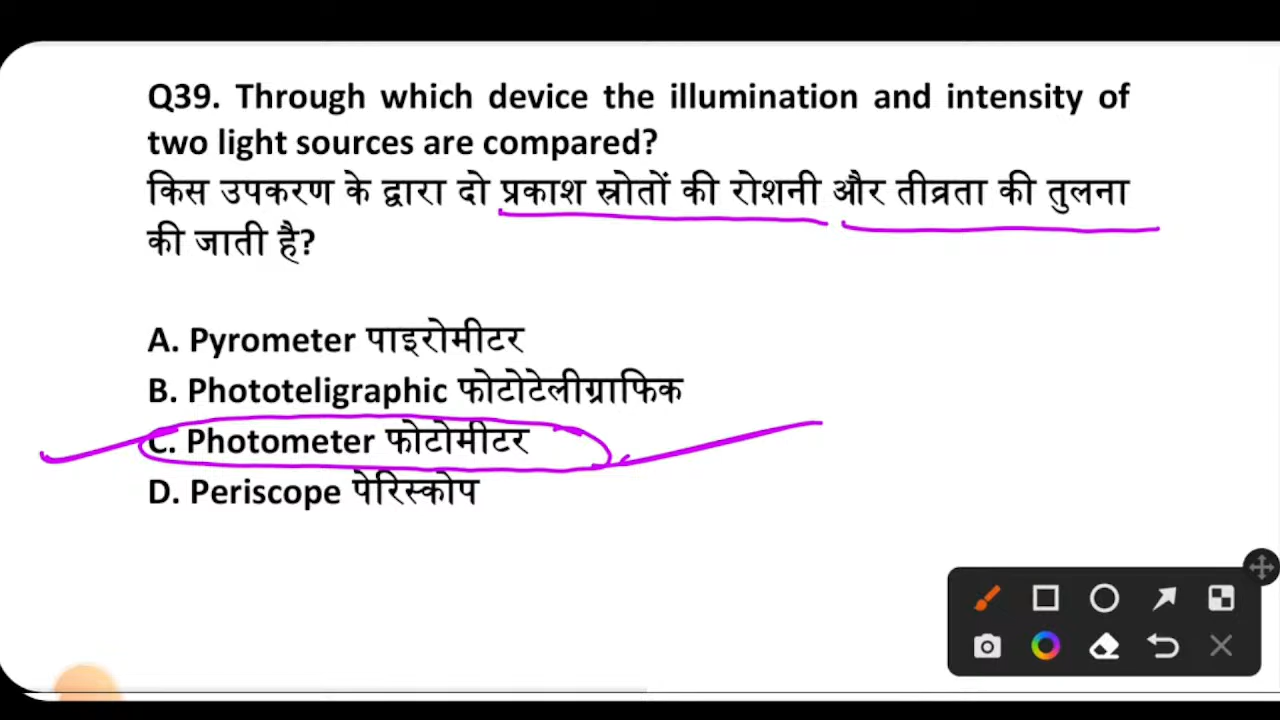 Q39. Through which device the illumination and intensity of
two light sources are compared?
किस उपकरण के द्वारा दो प्रकाश स्रोतों की रोशनी और तीव्रता की तुलना
की जाती है?
A. Pyrometer पाइरोमीटर
B. Phototeligraphic फोटोटेलीग्राफिक
C. Photometer फोटोमीटर
D. Periscope पेरिस्कोप